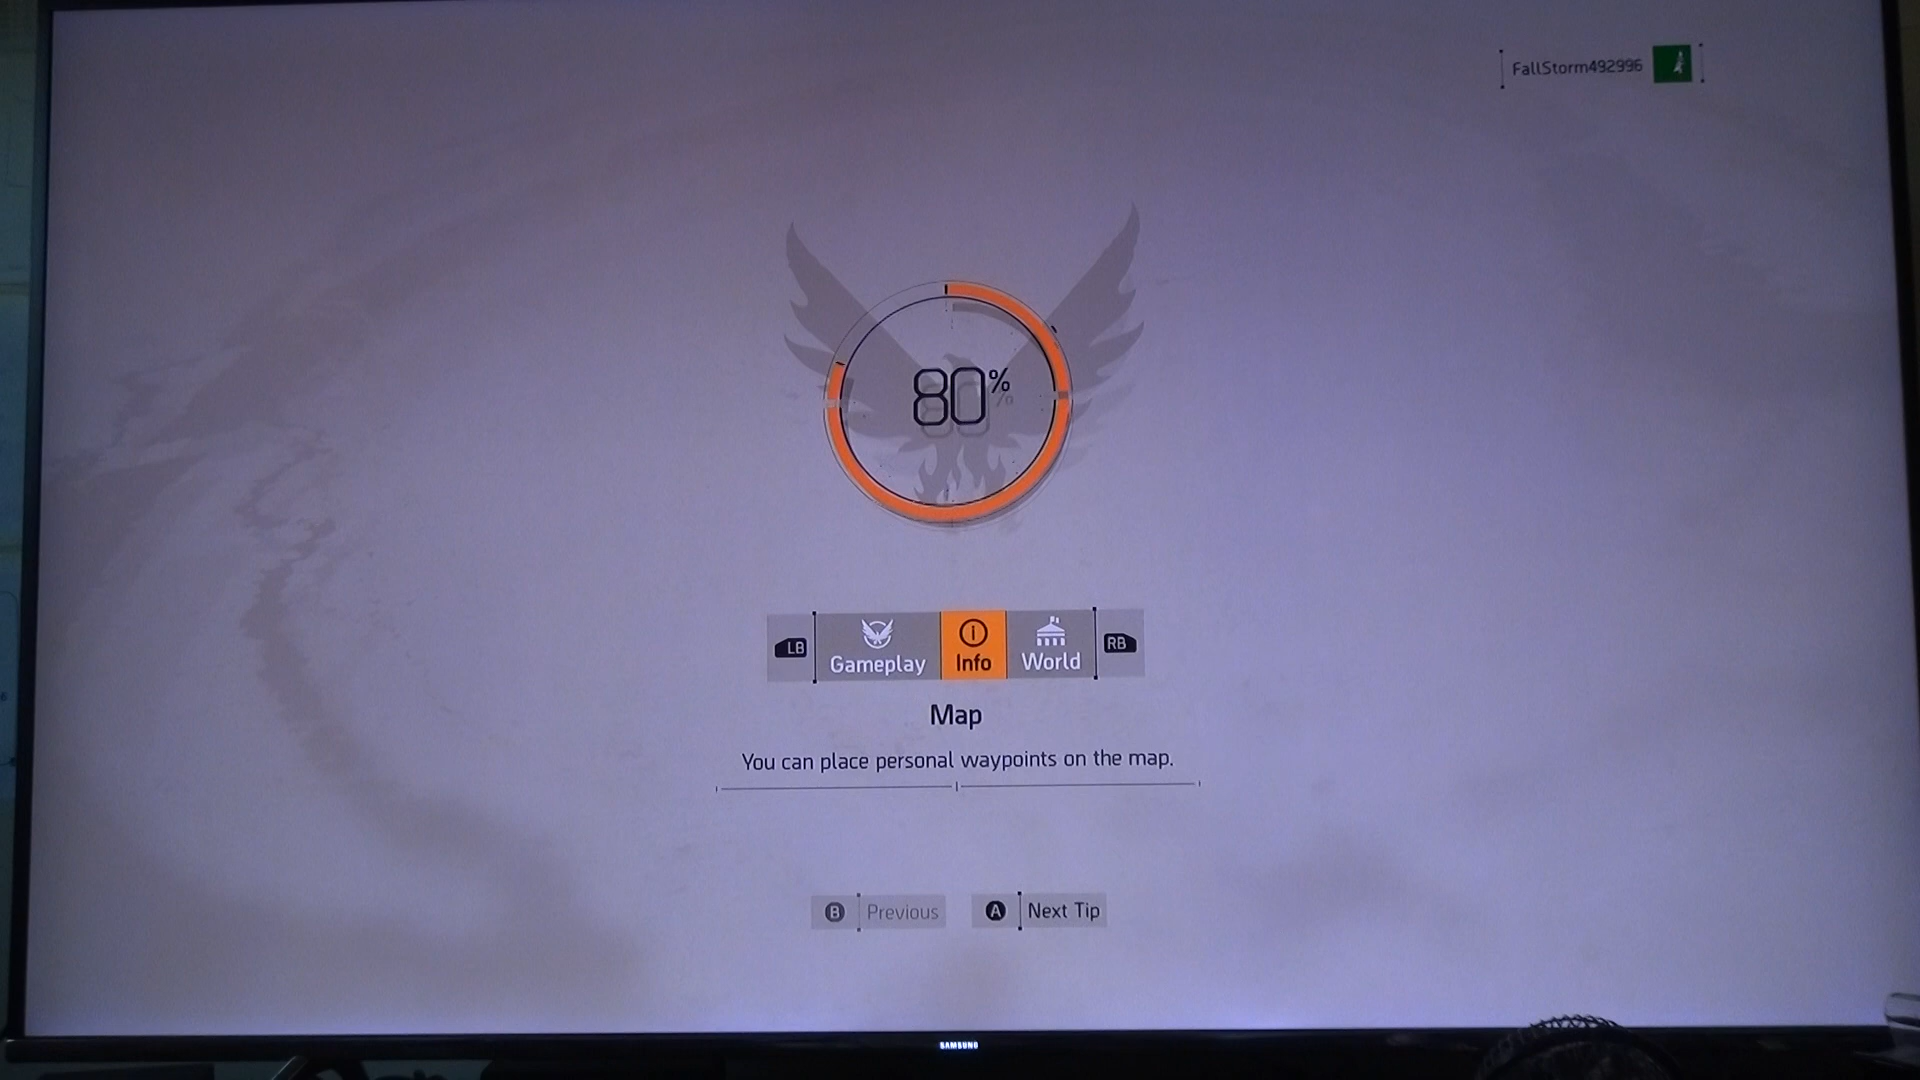 FallStorm492996
80%
LB Gameplay Info World RB
Map
You can place personal waypoints on the map.
B Previous A Next Tip
SAMSUNG